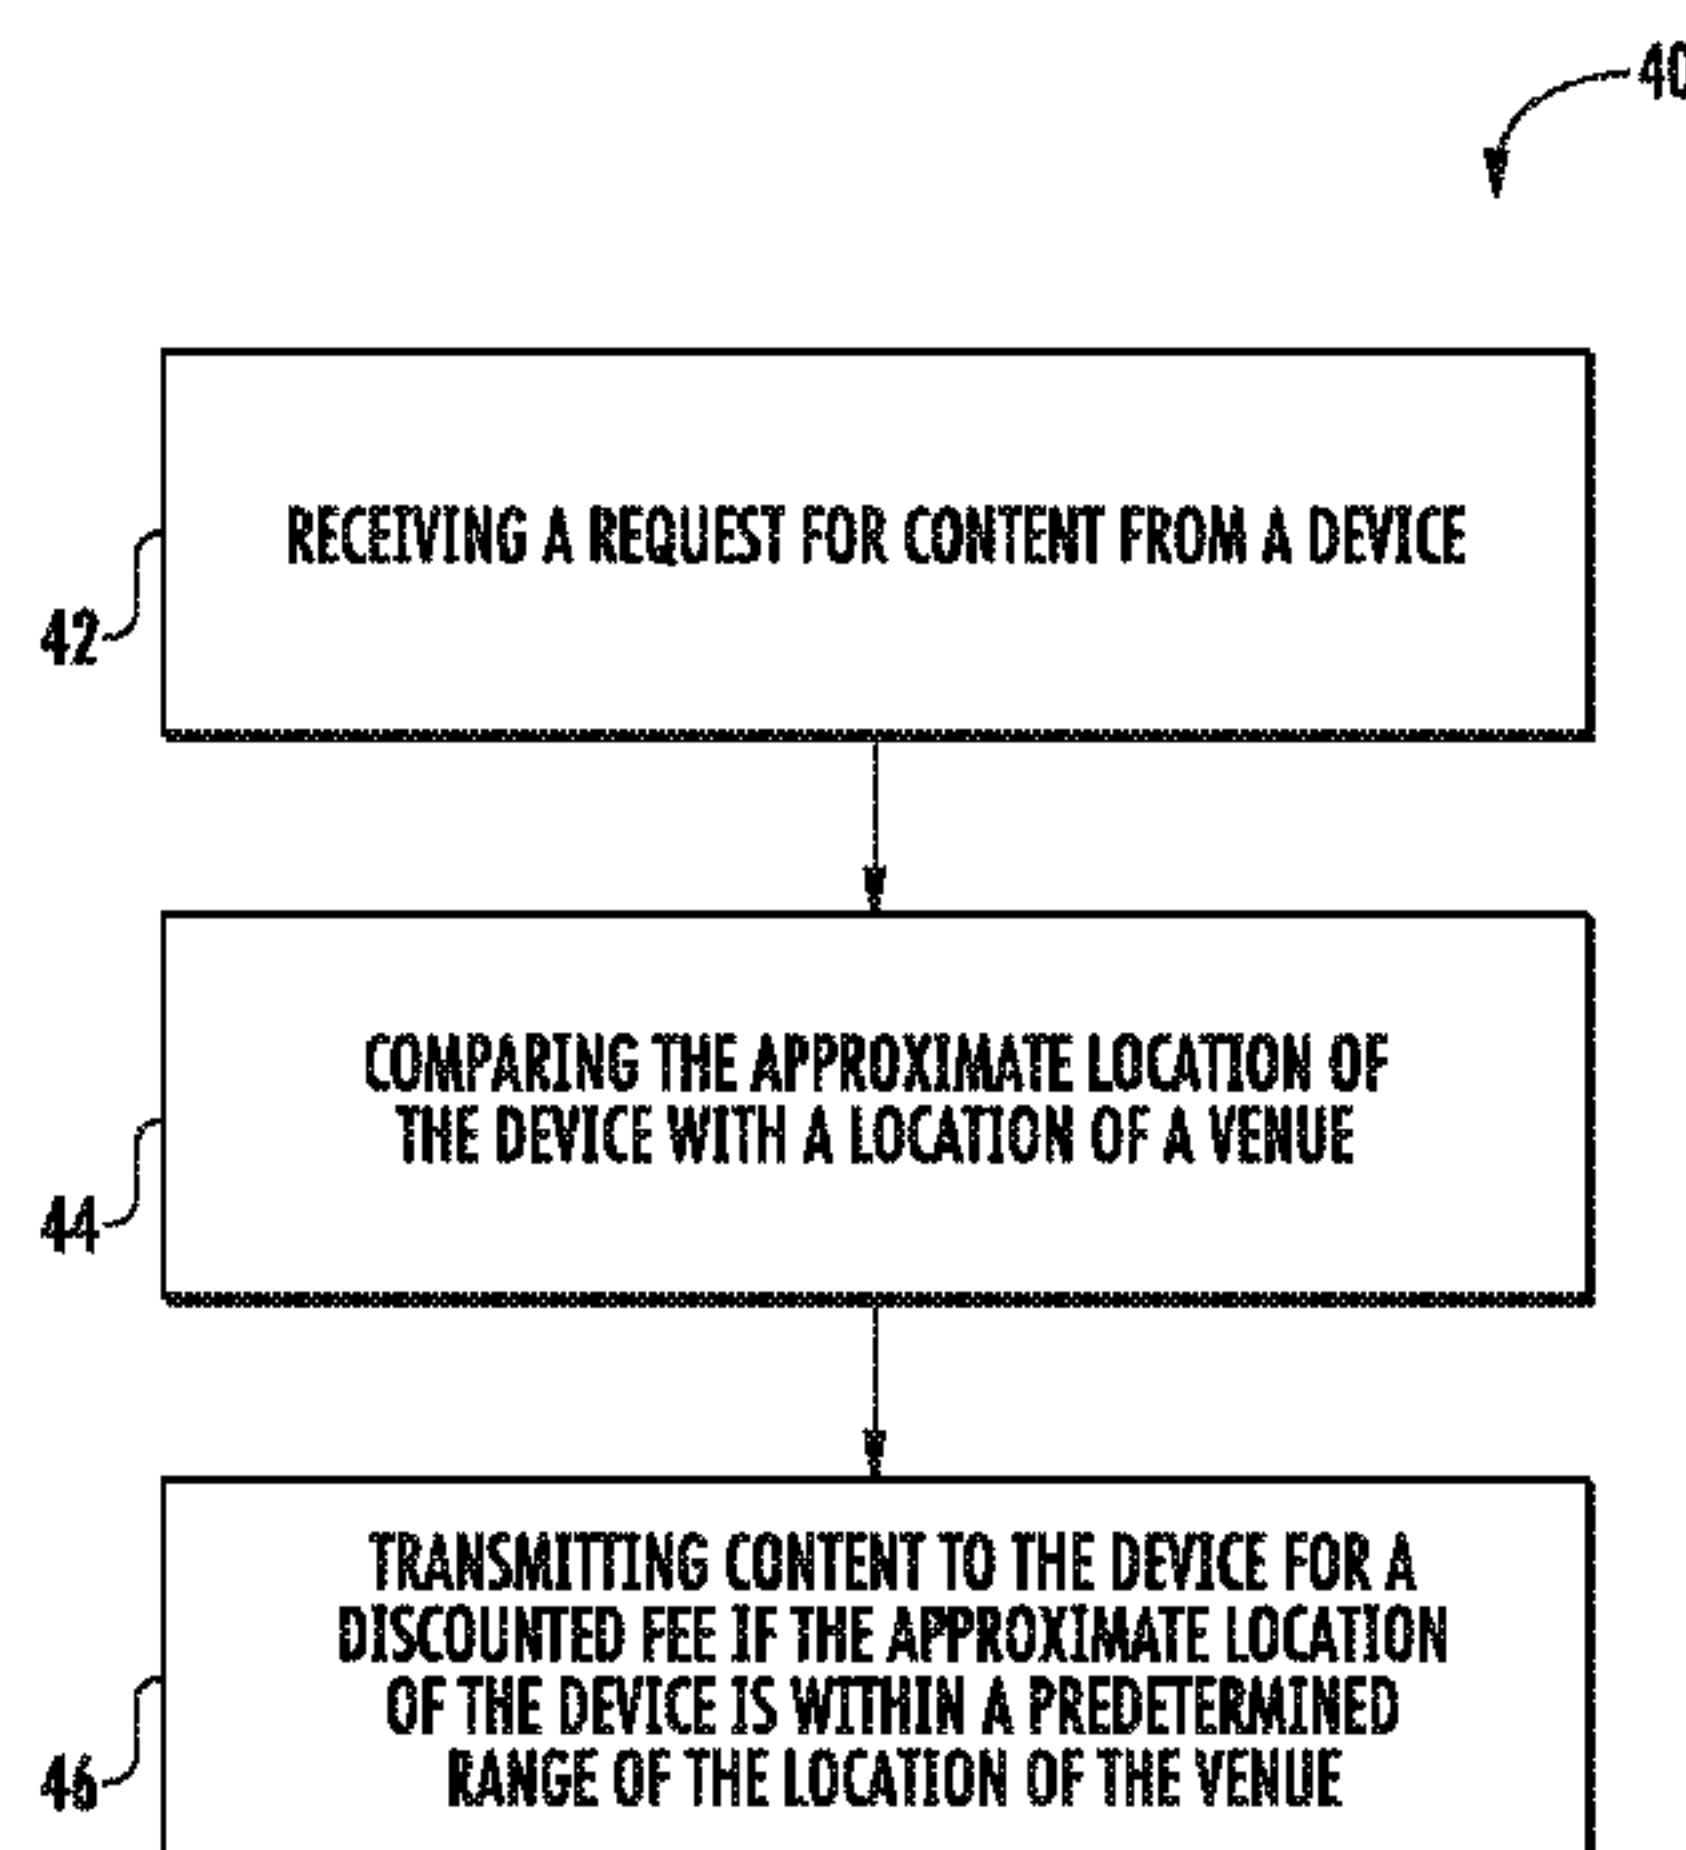 40
RECEIVING A REQUEST FOR CONTENT FROM A DEVICE
42
COMPARING THE APPROXIMATE LOCATION OF
THE DEVICE WITH A LOCATION OF A VENUE
44
TRANSMITTING CONTENT TO THE DEVICE FOR A
DISCOUNTED FEE IF THE APPROXIMATE LOCATION
OF THE DEVICE IS WITHIN A PREDETERMINED
RANGE OF THE LOCATION OF THE VENUE
46